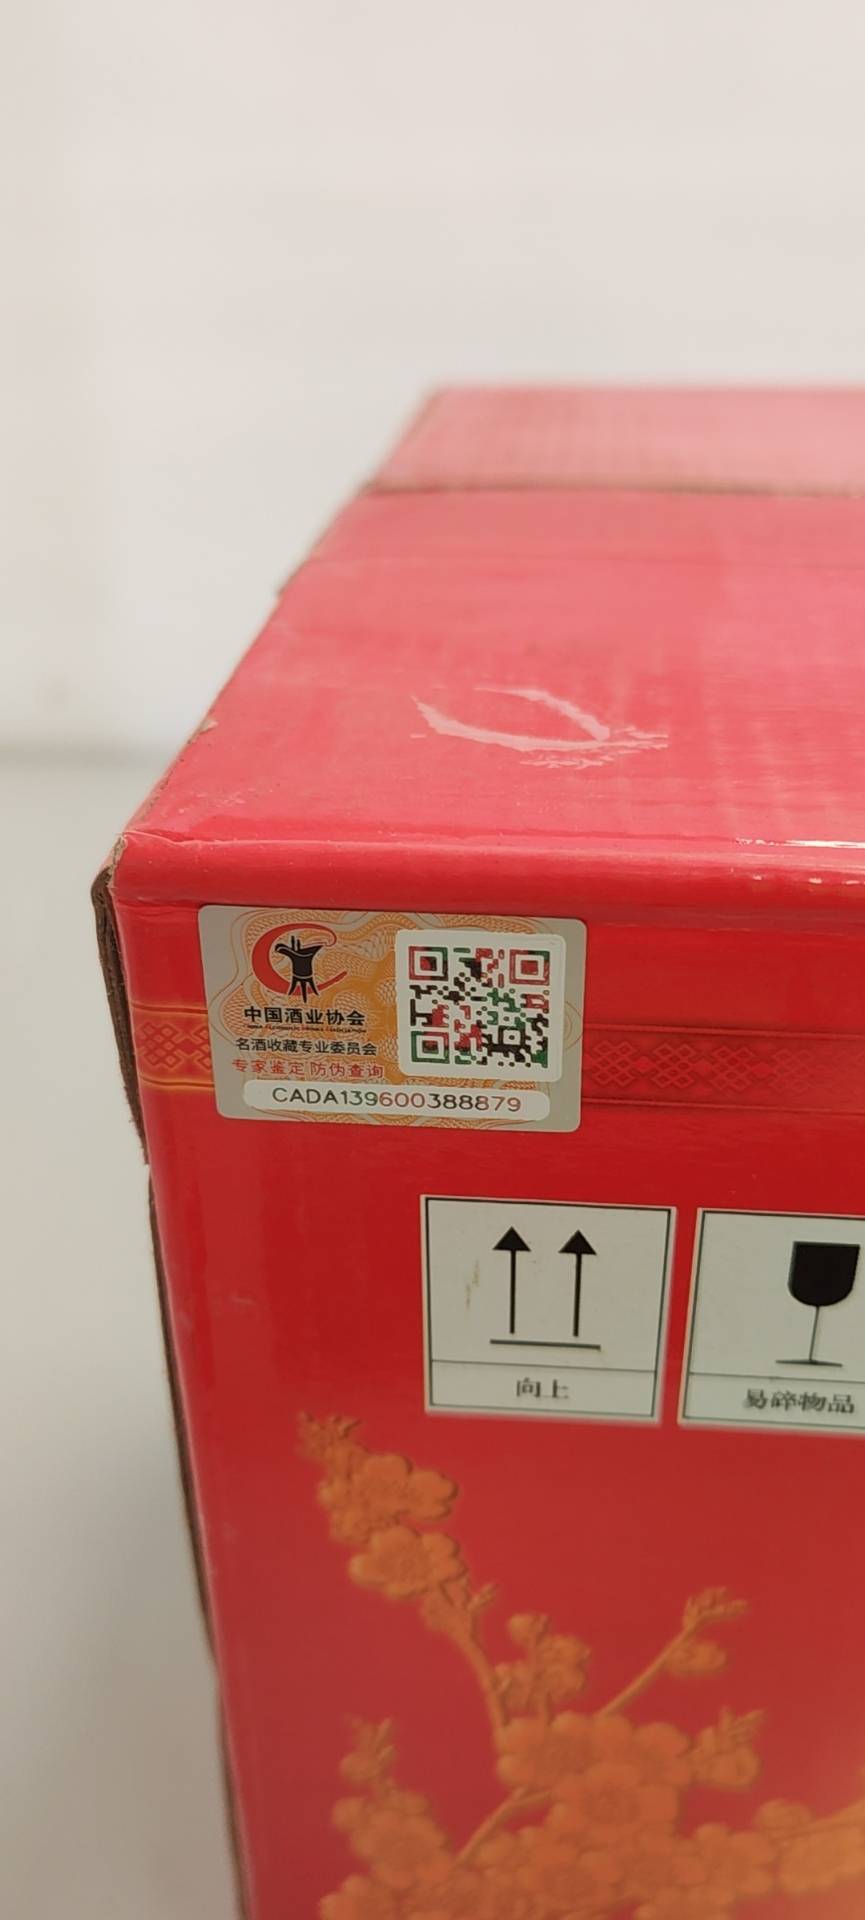 中国酒业协会
名酒收藏专业委员会
专家鉴定 防伪查询
CADA139600388879
向上
易碎物品